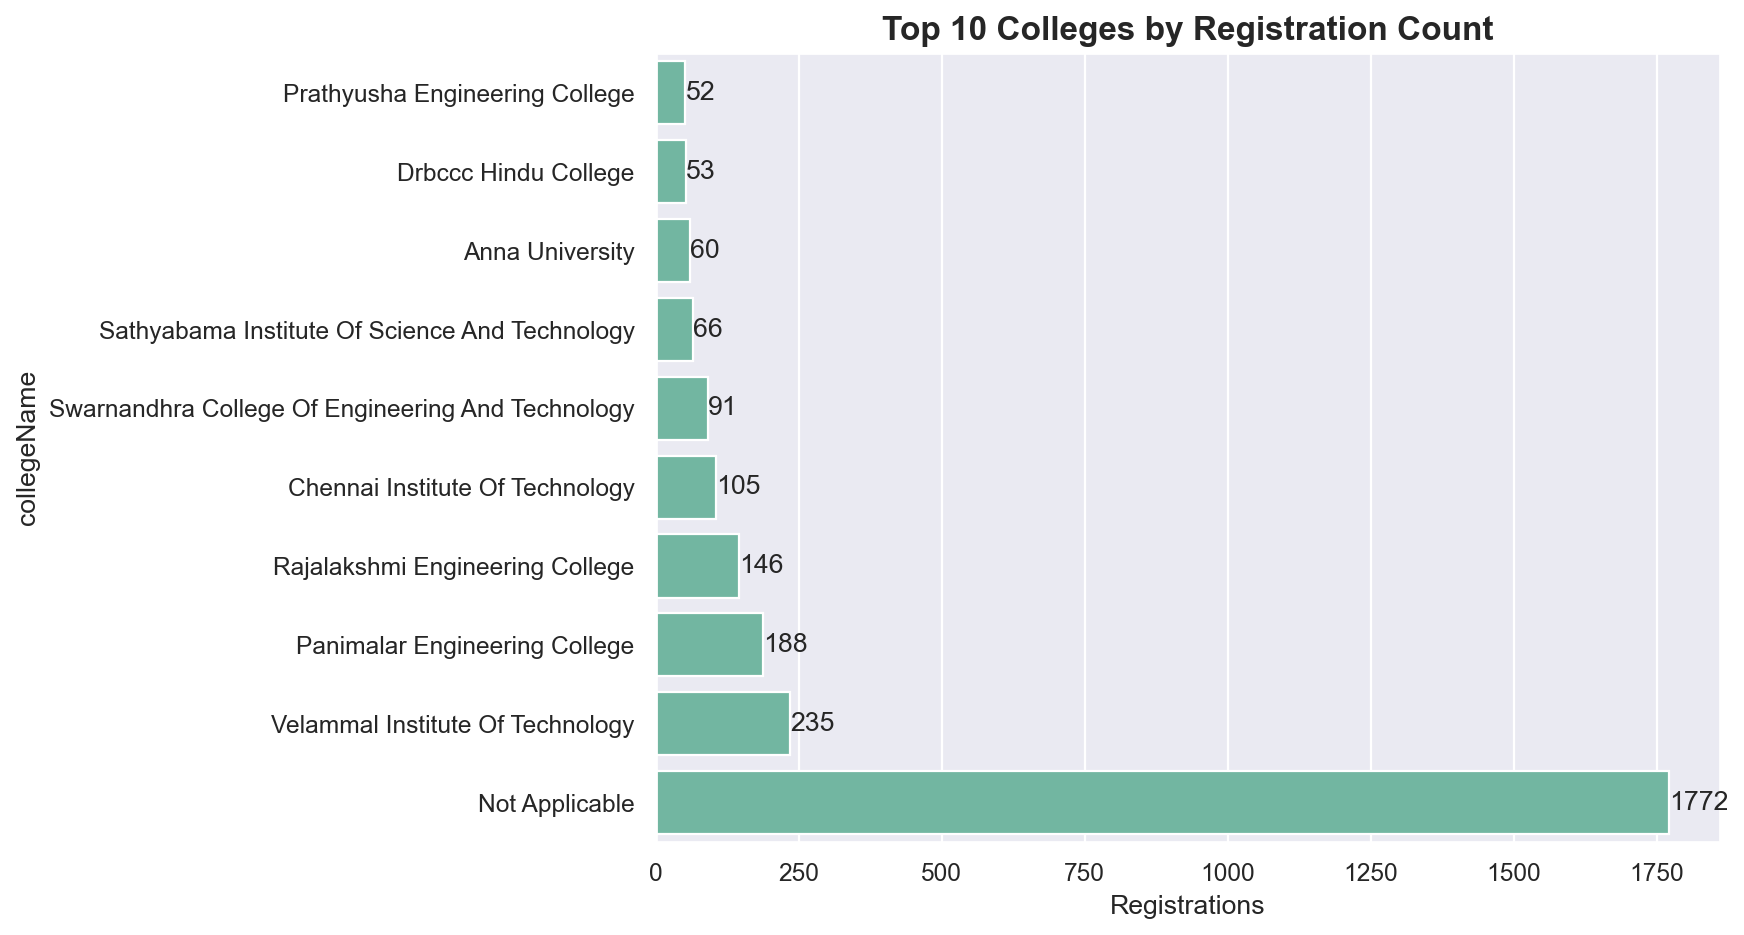 Top 10 Colleges by Registration Count
Prathyusha Engineering College 52
Drbccc Hindu College 53
Anna University 60
Sathyabama Institute Of Science And Technology 66
Swarnandhra College Of Engineering And Technology 91
Chennai Institute Of Technology 105
Rajalakshmi Engineering College 146
Panimalar Engineering College 188
Velammal Institute Of Technology 235
Not Applicable 1772
collegeName
0 250 500 750 1000 1250 1500 1750
Registrations